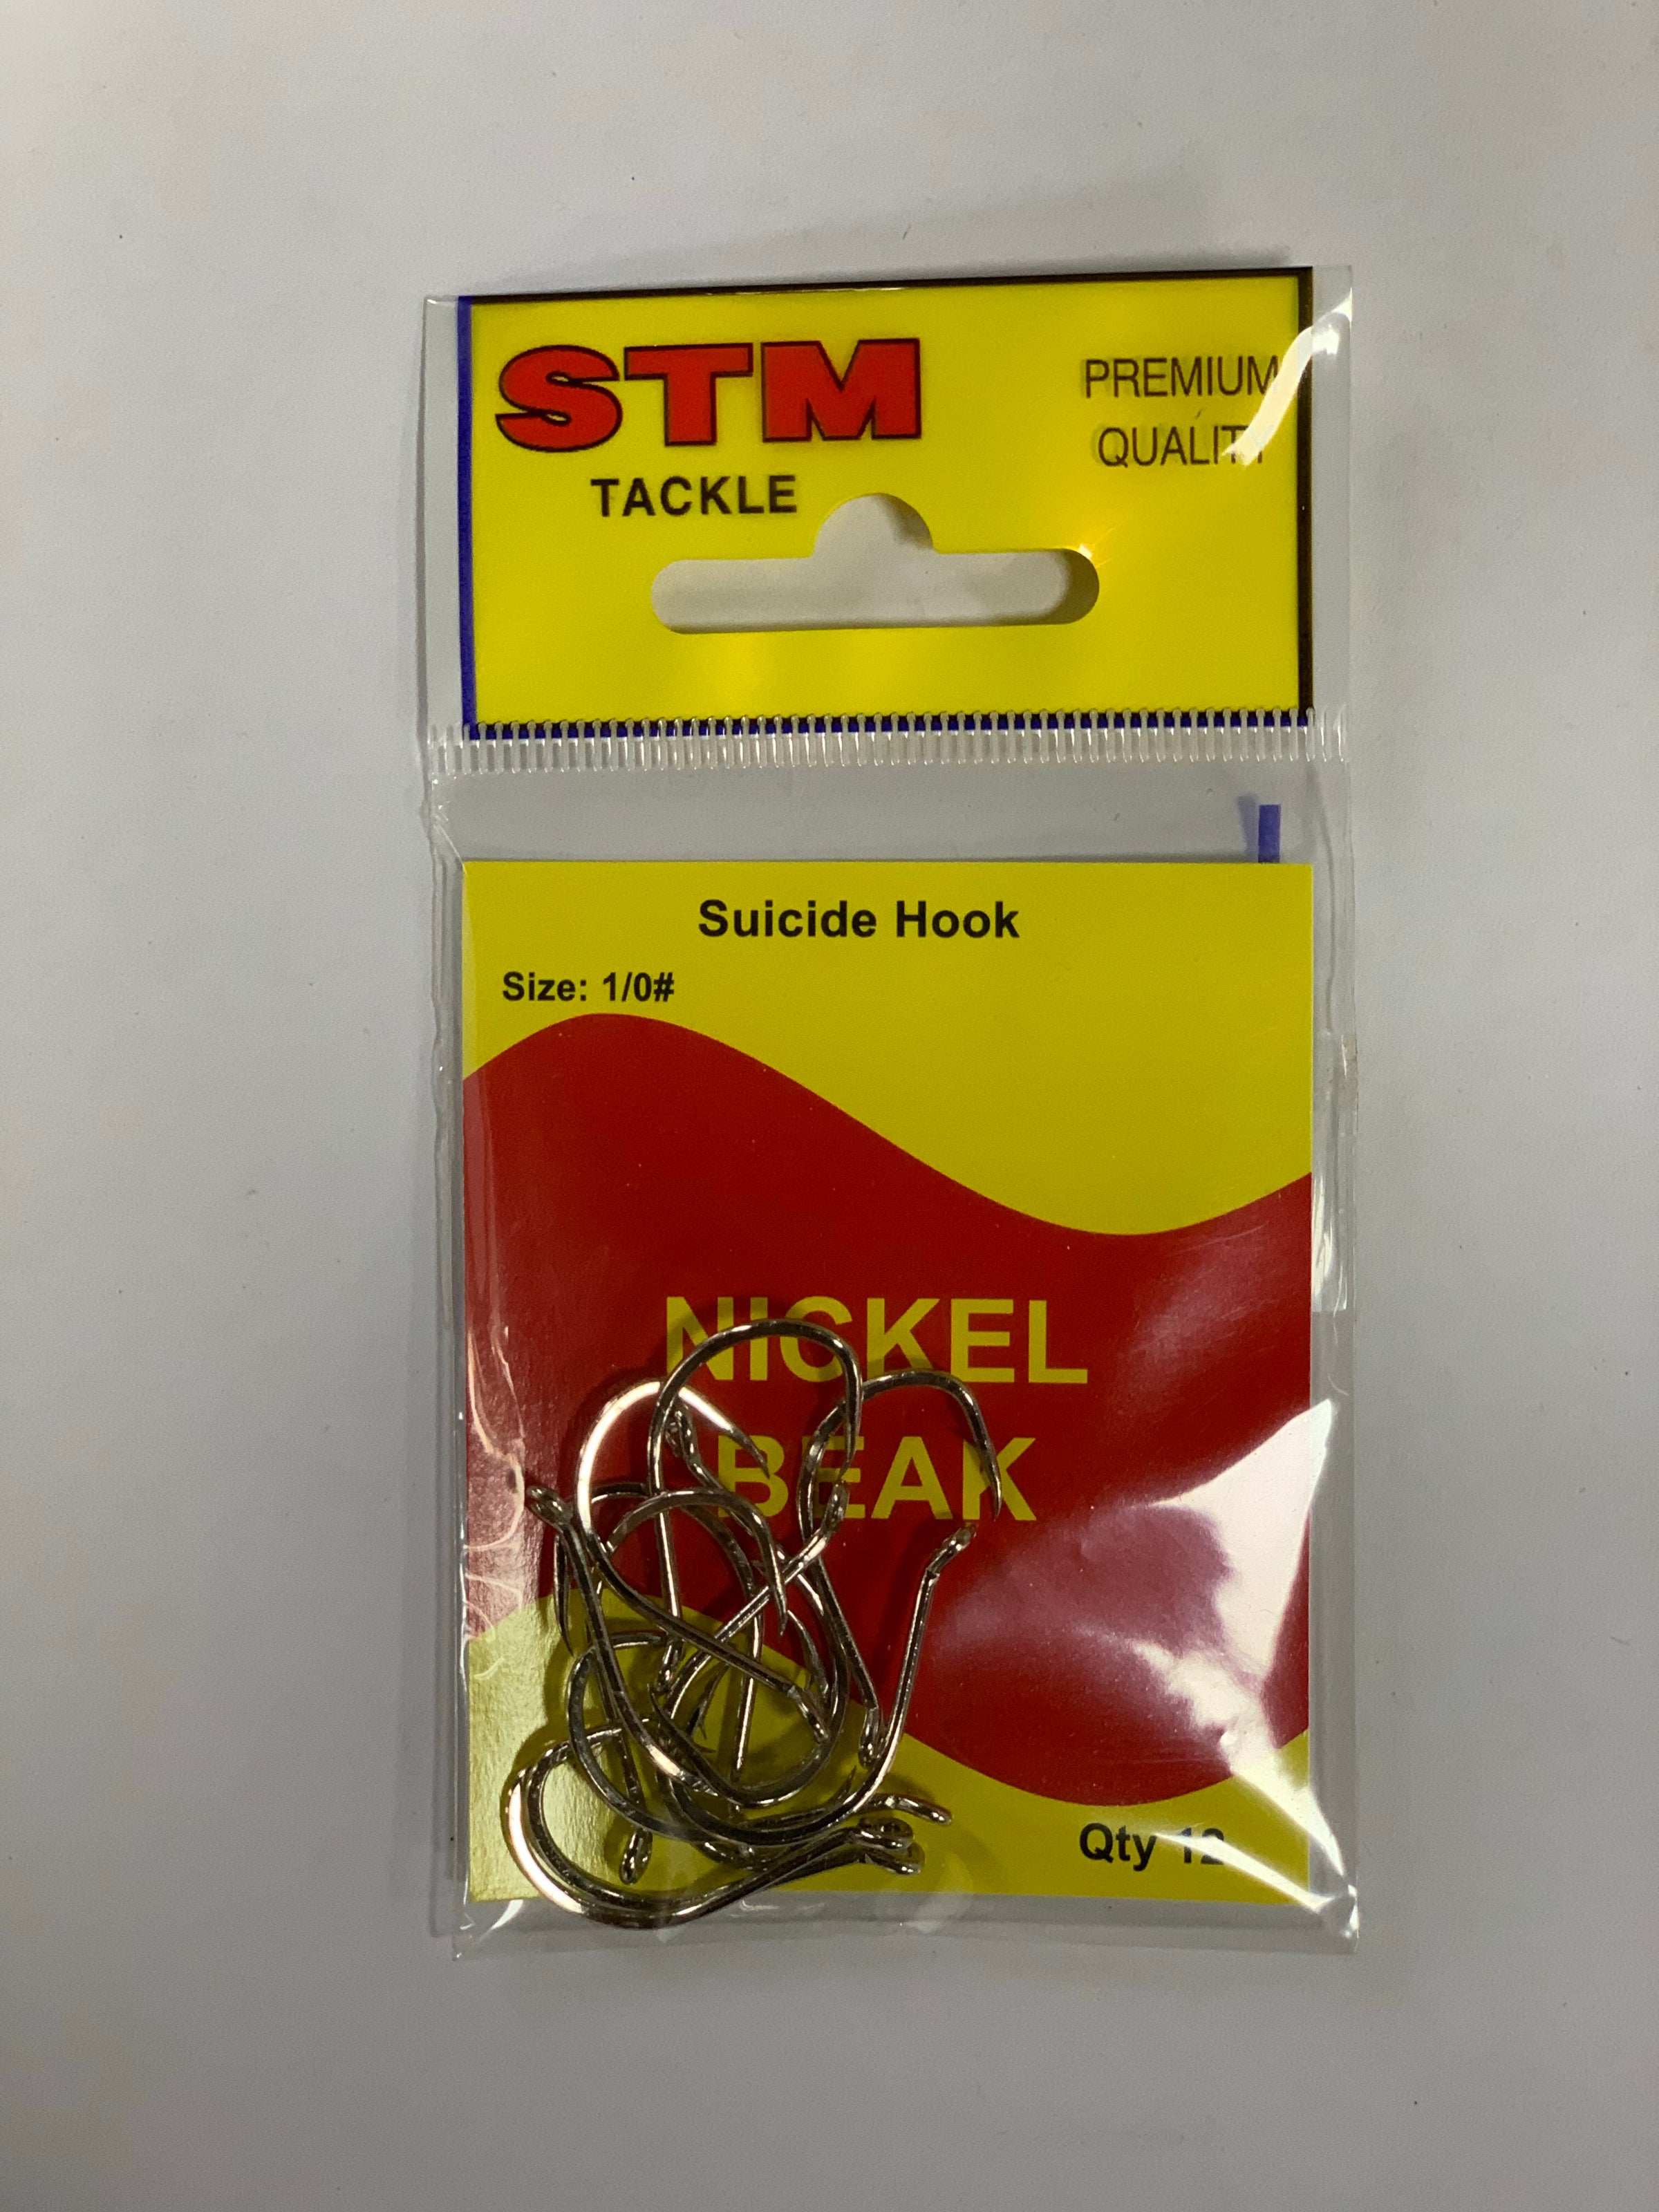 STM
TACKLE
PREMIUM
QUALITY
Suicide Hook
Size: 1/0#
NICKEL
BEAK
Qty 12